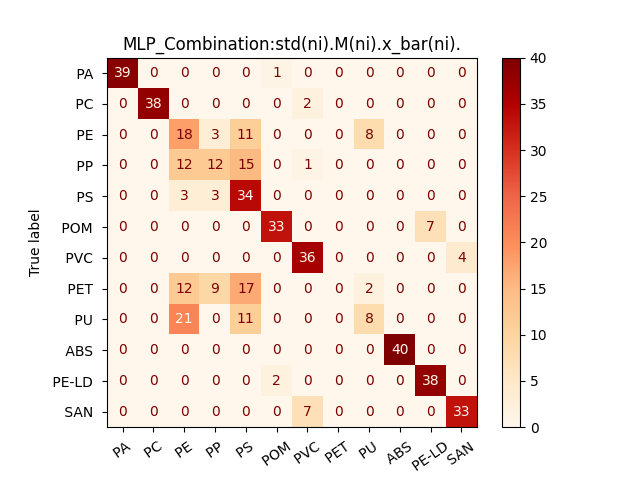 MLP_Combination:std(ni).M(ni).x_bar(ni).
True label
PA 39 0 0 0 0 1 0 0 0 0 0 0
PC 0 38 0 0 0 0 2 0 0 0 0 0
PE 0 0 18 3 11 0 0 0 8 0 0 0
PP 0 0 12 12 15 0 1 0 0 0 0 0
PS 0 0 3 3 34 0 0 0 0 0 0 0
POM 0 0 0 0 0 33 0 0 0 0 7 0
PVC 0 0 0 0 0 0 36 0 0 0 0 4
PET 0 0 12 9 17 0 0 0 2 0 0 0
PU 0 0 21 0 11 0 0 0 8 0 0 0
ABS 0 0 0 0 0 0 0 0 0 40 0 0
PE-LD 0 0 0 0 0 2 0 0 0 0 38 0
SAN 0 0 0 0 0 0 7 0 0 0 0 33
PA PC PE PP PS POM PVC PET PU ABS PE-LD SAN
40
35
30
25
20
15
10
5
0